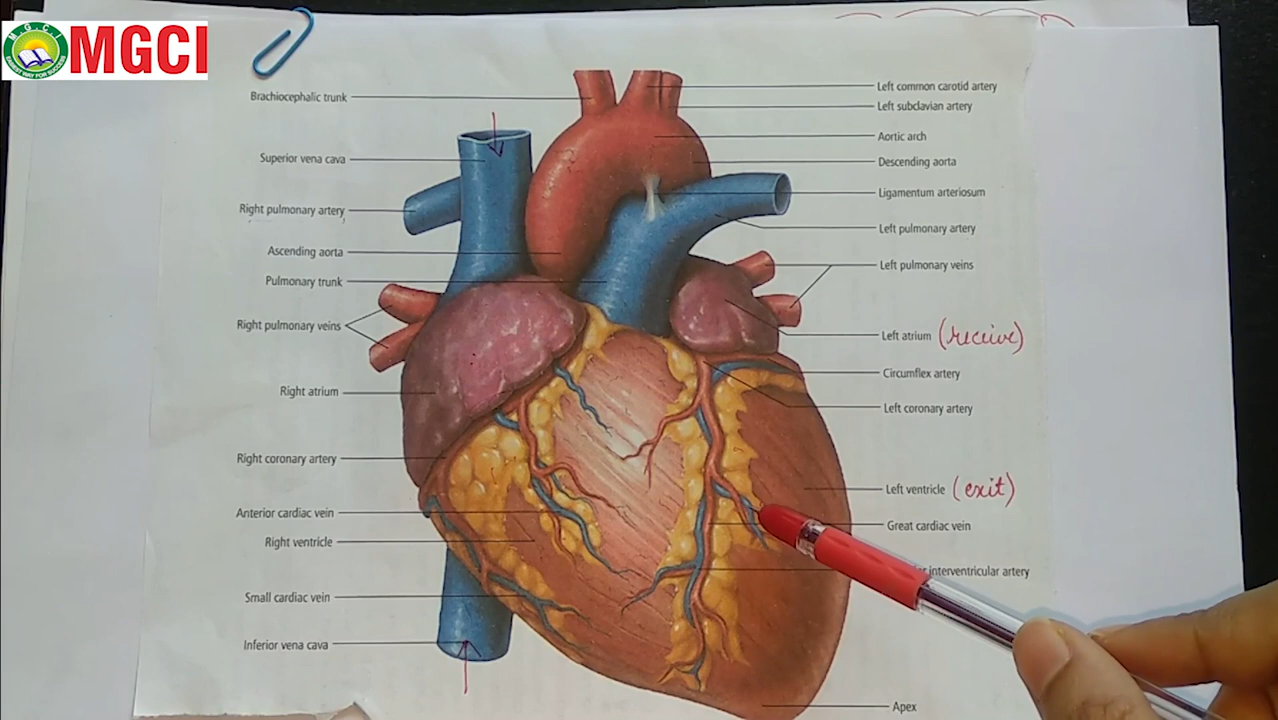 M.G.C.I
MGCI
Brachiocephalic trunk
Superior vena cava
Right pulmonary artery
Ascending aorta
Pulmonary trunk
Right pulmonary veins
Right atrium
Right coronary artery
Anterior cardiac vein
Right ventricle
Small cardiac vein
Inferior vena cava
Left common carotid artery
Left subclavian artery
Aortic arch
Descending aorta
Ligamentum arteriosum
Left pulmonary artery
Left pulmonary veins
Left atrium (receive)
Circumflex artery
Left coronary artery
Left ventricle (exit)
Great cardiac vein
interventricular artery
Apex